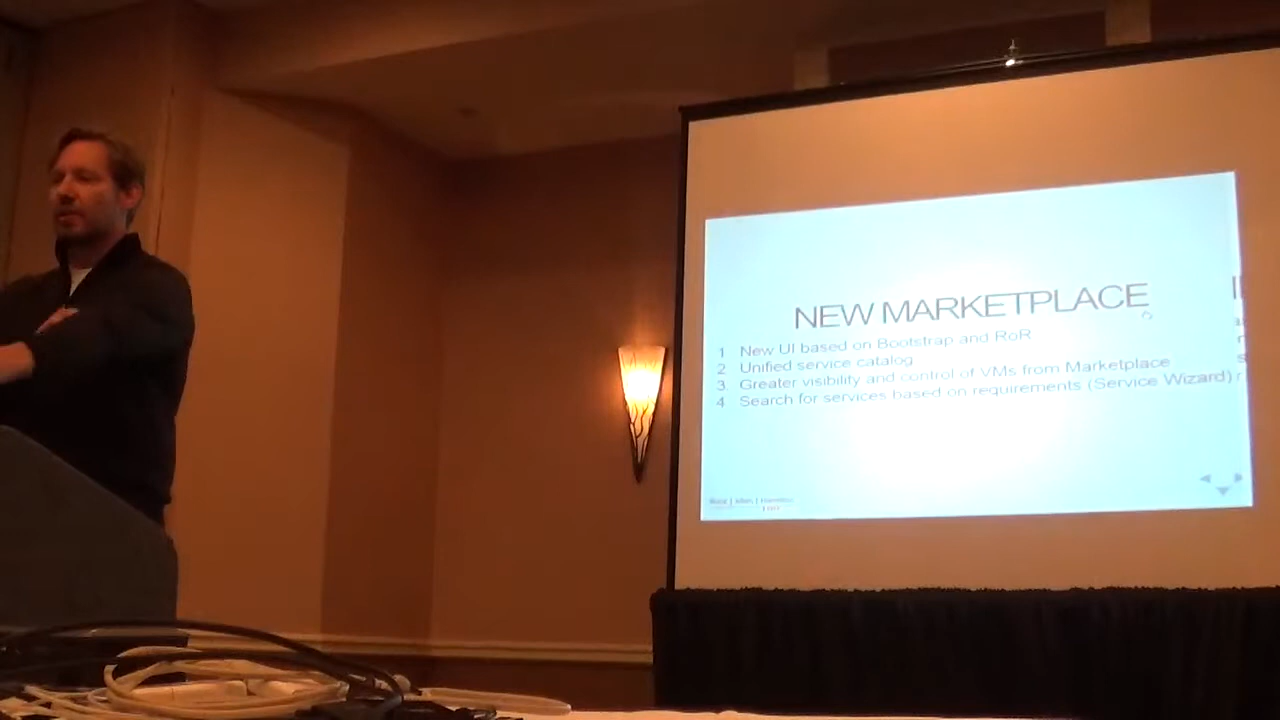 NEW MARKETPLACE
1 New UI based on Bootstrap and RoR
2 Unified service catalog
3. Greater visibility and control of VMs from Marketplace
4 Search for services based on requirements (Service Wizard)